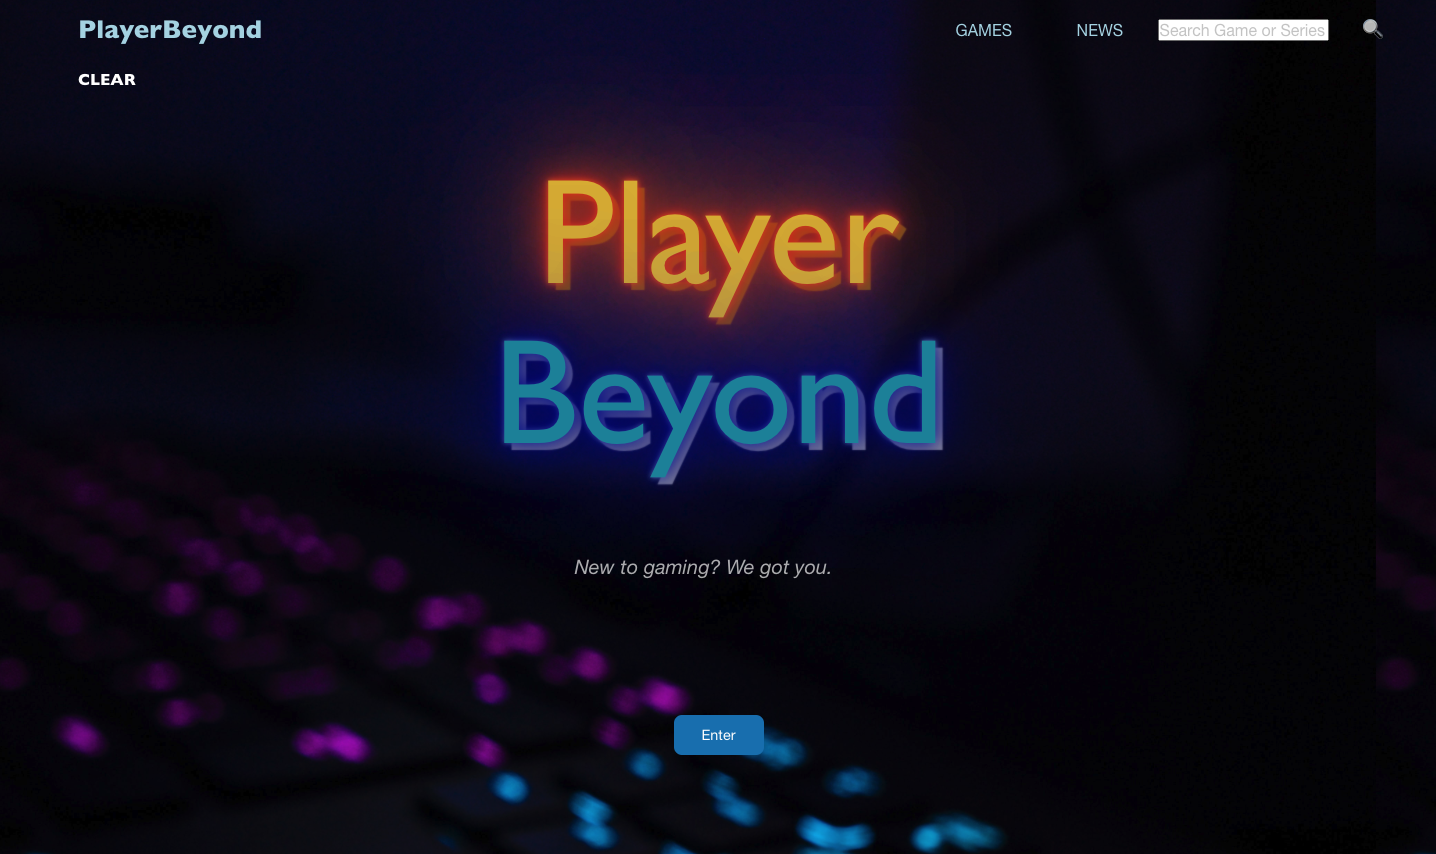 PlayerBeyond
GAMES
NEWS
Search Game or Series
CLEAR
Player
Beyond
New to gaming? We got you.
Enter